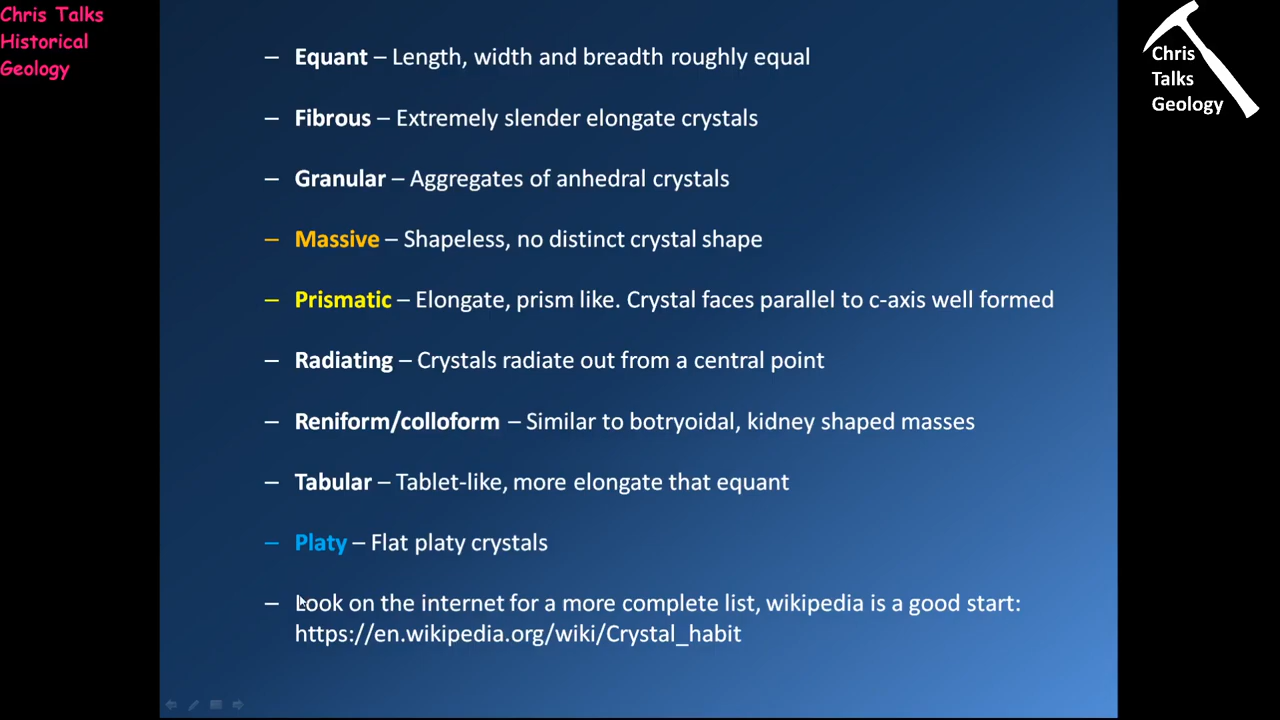 Chris Talks
Historical
Geology
Chris
Talks
Geology
– Equant – Length, width and breadth roughly equal
– Fibrous – Extremely slender elongate crystals
– Granular – Aggregates of anhedral crystals
– Massive – Shapeless, no distinct crystal shape
– Prismatic – Elongate, prism like. Crystal faces parallel to c-axis well formed
– Radiating – Crystals radiate out from a central point
– Reniform/colloform – Similar to botryoidal, kidney shaped masses
– Tabular – Tablet-like, more elongate that equant
– Platy – Flat platy crystals
– Look on the internet for a more complete list, wikipedia is a good start:
https://en.wikipedia.org/wiki/Crystal_habit